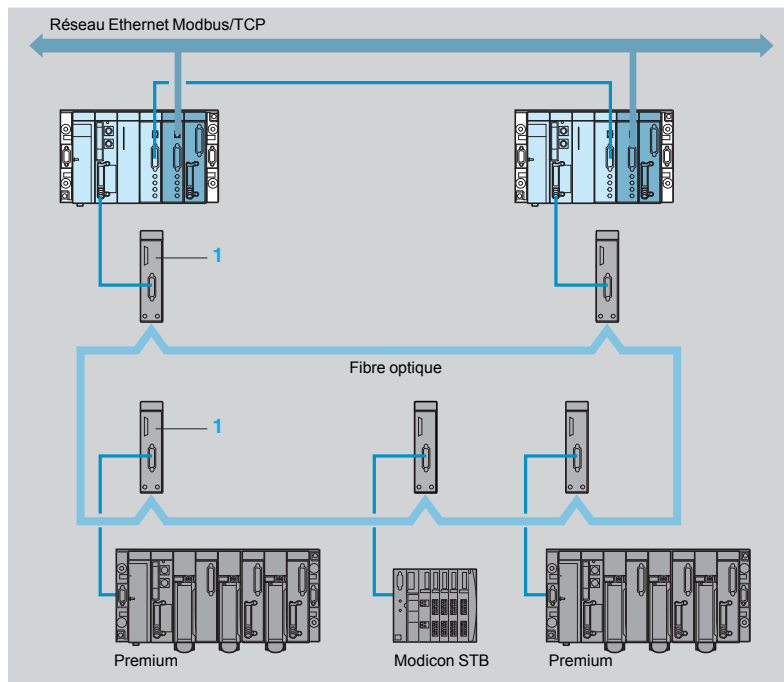 Réseau Ethernet Modbus/TCP
1
Fibre optique
1
Premium
Modicon STB
Premium